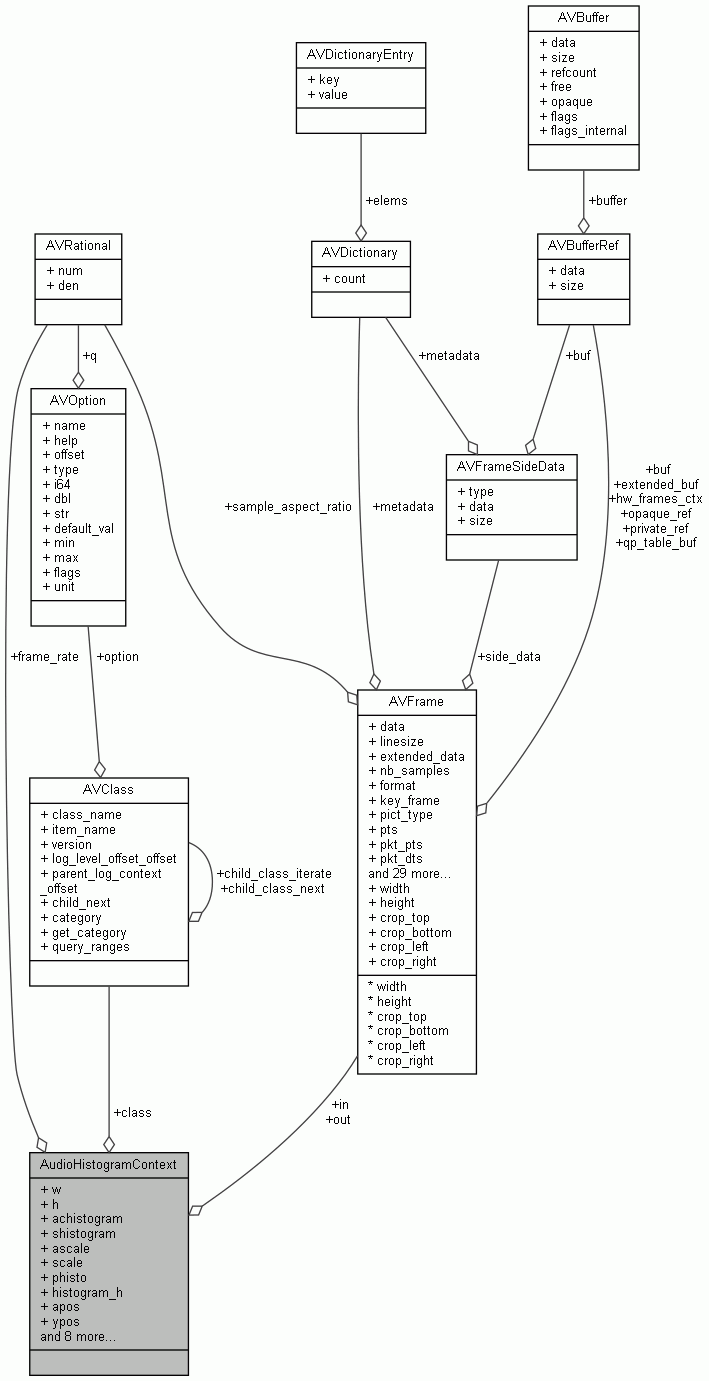 AVBuffer
+ data
+ size
+ refcount
+ free
+ opaque
+ flags
+ flags_internal
AVDictionaryEntry
+ key
+ value
+elems
+buffer
AVRational
+ num
+ den
AVDictionary
+ count
AVBufferRef
+ data
+ size
+q
+metadata
+buf
AVOption
+ name
+ help
+ offset
+ type
+ i64
+ dbl
+ str
+ default_val
+ min
+ max
+ flags
+ unit
AVFrameSideData
+ type
+ data
+ size
+sample_aspect_ratio
+metadata
+buf
+extended_buf
+hw_frames_ctx
+opaque_ref
+private_ref
+qp_table_buf
+frame_rate
+option
+side_data
AVFrame
+ data
+ linesize
+ extended_data
+ nb_samples
+ format
+ key_frame
+ pict_type
+ pts
+ pkt_pts
+ pkt_dts
and 29 more...
+ width
+ height
+ crop_top
+ crop_bottom
+ crop_left
+ crop_right
* width
* height
* crop_top
* crop_bottom
* crop_left
* crop_right
AVClass
+ class_name
+ item_name
+ version
+ log_level_offset_offset
+ parent_log_context
_offset
+ child_next
+ category
+ get_category
+ query_ranges
+child_class_iterate
+child_class_next
+class
+in
+out
AudioHistogramContext
+ w
+ h
+ achistogram
+ shistogram
+ ascale
+ scale
+ phisto
+ histogram_h
+ apos
+ ypos
and 8 more...